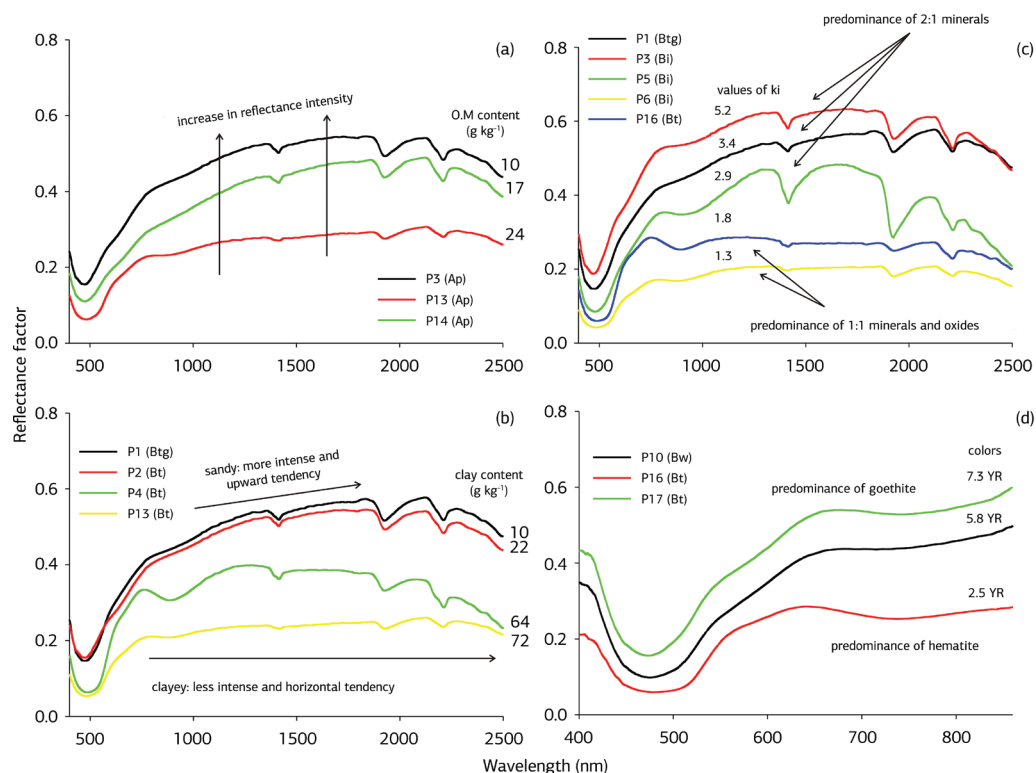 Reflectance factor
Wavelength (nm)
(a)
0.8
0.6
0.4
0.2
0.0
increase in reflectance intensity
O.M content
(g kg⁻¹)
10
17
24
P3 (Ap)
P13 (Ap)
P14 (Ap)
500
1000
1500
2000
2500
(b)
0.8
0.6
0.4
0.2
0.0
P1 (Btg)
P2 (Bt)
P4 (Bt)
P13 (Bt)
sandy: more intense and
upward tendency
clay content
(g kg⁻¹)
10
22
64
72
clayey: less intense and horizontal tendency
500
1000
1500
2000
2500
predominance of 2:1 minerals
(c)
0.8
0.6
0.4
0.2
0.0
P1 (Btg)
P3 (Bi)
P5 (Bi)
P6 (Bi)
P16 (Bt)
values of ki
5.2
3.4
2.9
1.8
1.3
predominance of 1:1 minerals and oxides
500
1000
1500
2000
2500
(d)
0.8
0.6
0.4
0.2
0.0
P10 (Bw)
P16 (Bt)
P17 (Bt)
colors
7.3 YR
predominance of goethite
5.8 YR
2.5 YR
predominance of hematite
400
500
600
700
800